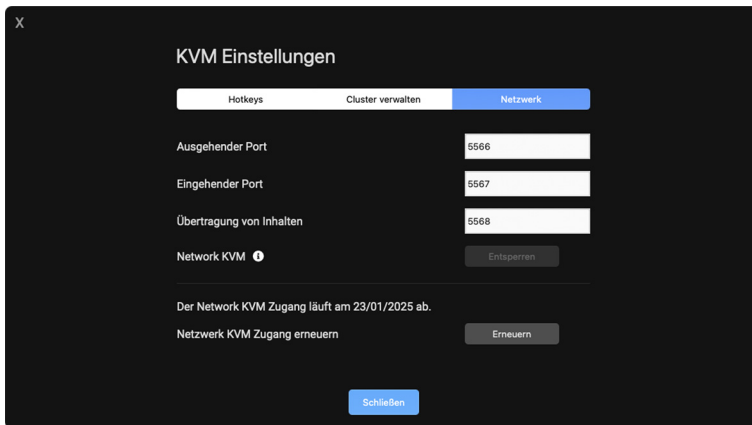 X
KVM Einstellungen
Hotkeys Cluster verwalten Netzwerk
Ausgehender Port 5566
Eingehender Port 5567
Übertragung von Inhalten 5568
Network KVM Entsperren
Der Network KVM Zugang läuft am 23/01/2025 ab.
Netzwerk KVM Zugang erneuern Erneuern
Schließen